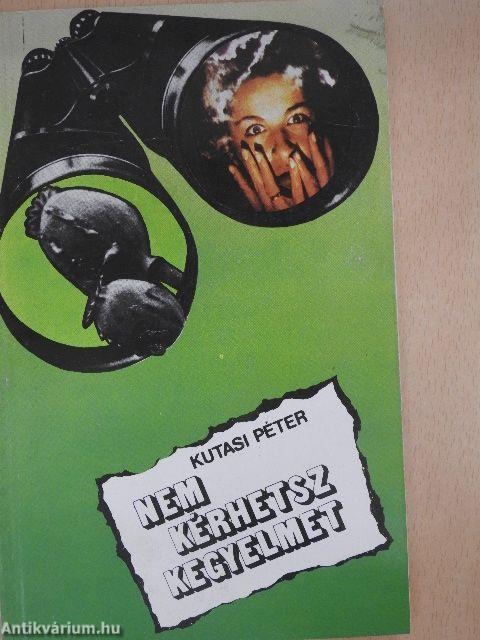 KUTASI PÉTER
NEM
KÉRHETSZ
KEGYELMET
Antikvárium.hu